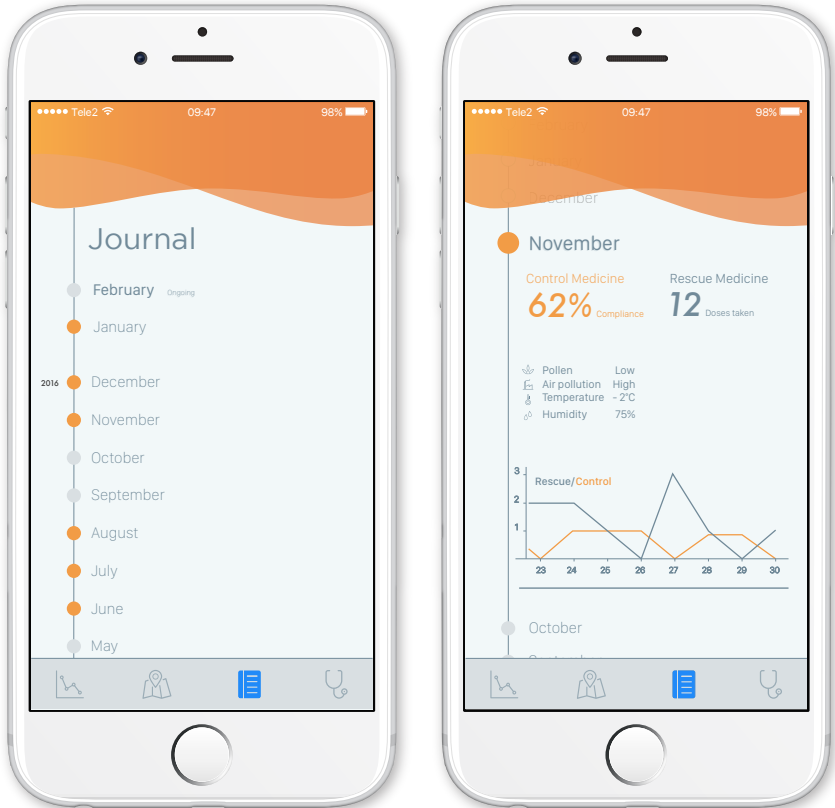 Tele2 09:47 98%
Journal
February Ongoing
January
2016 December
November
October
September
August
July
June
May
Tele2 09:47 98%
January
December
November
Control Medicine Rescue Medicine
62% Compliance 12 Doses taken
Pollen Low
Air pollution High
Temperature - 2°C
Humidity 75%
3
Rescue/Control
2
1
23 24 25 26 27 28 29 30
October
September